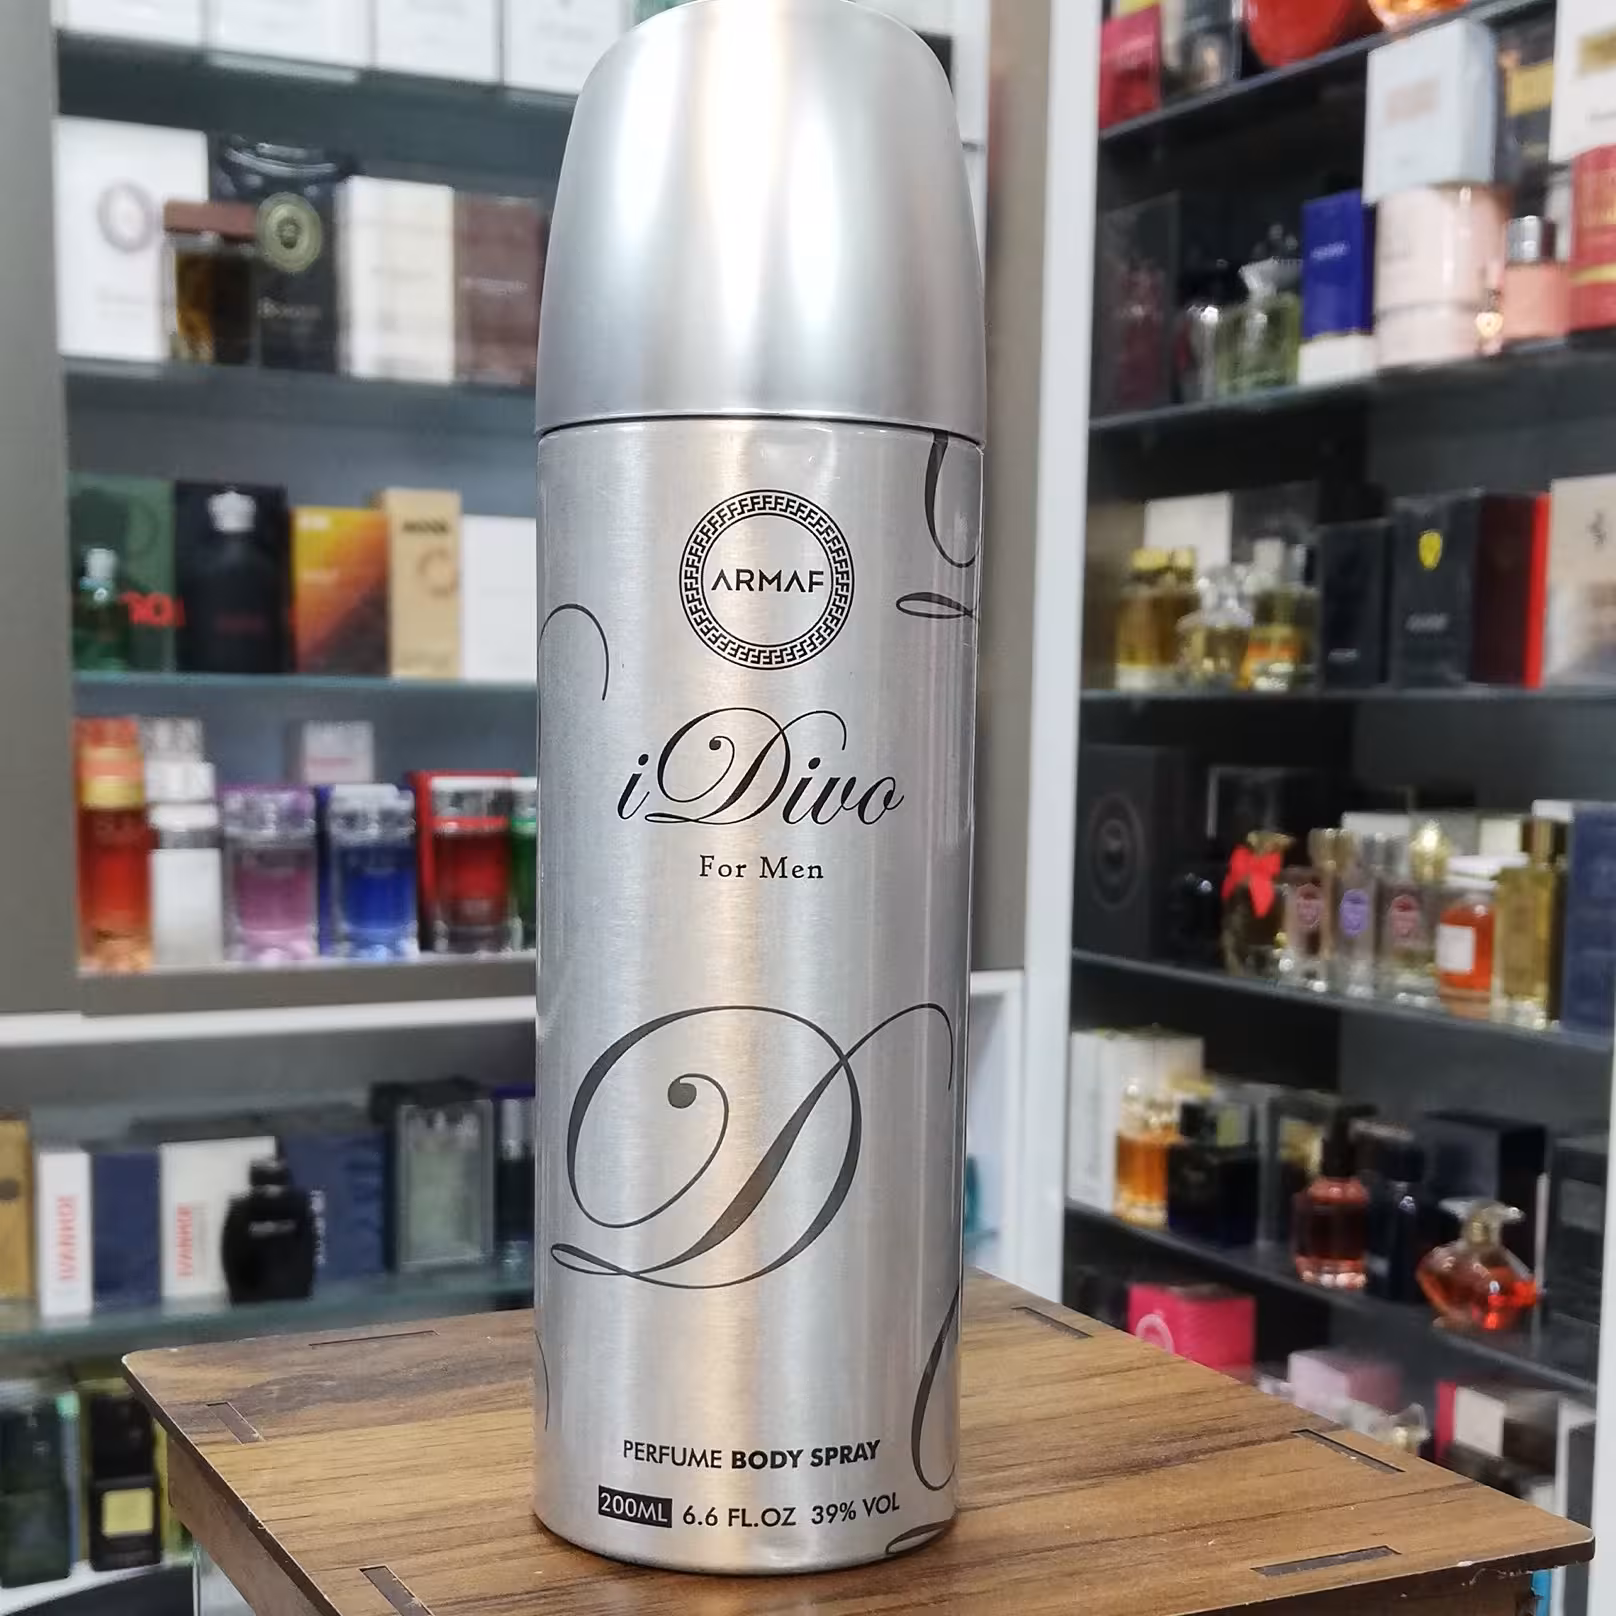 ARMAF
iDivo
For Men
D
PERFUME BODY SPRAY
200ML 6.6 FL.OZ 39% VOL